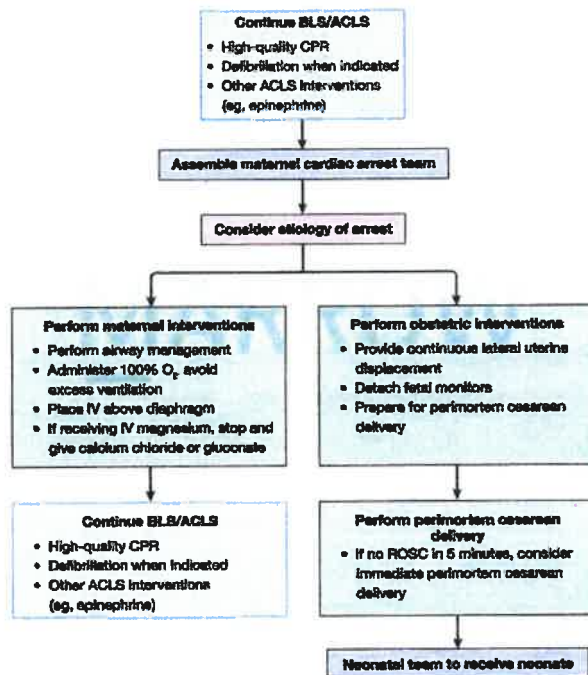 Continue BLS/ACLS
• High-quality CPR
• Defibrillation when indicated
• Other ACLS interventions
(eg, epinephrine)
Assemble maternal cardiac arrest team
Consider etiology of arrest
Perform maternal interventions
• Perform airway management
• Administer 100% O₂, avoid
excess ventilation
• Place IV above diaphragm
• If receiving IV magnesium, stop and
give calcium chloride or gluconate
Continue BLS/ACLS
• High-quality CPR
• Defibrillation when indicated
• Other ACLS interventions
(eg, epinephrine)
Perform obstetric interventions
• Provide continuous lateral uterine
displacement
• Detach fetal monitors
• Prepare for perimortem cesarean
delivery
Perform perimortem cesarean
delivery
• If no ROSC in 5 minutes, consider
immediate perimortem cesarean
delivery
Neonatal team to receive neonate